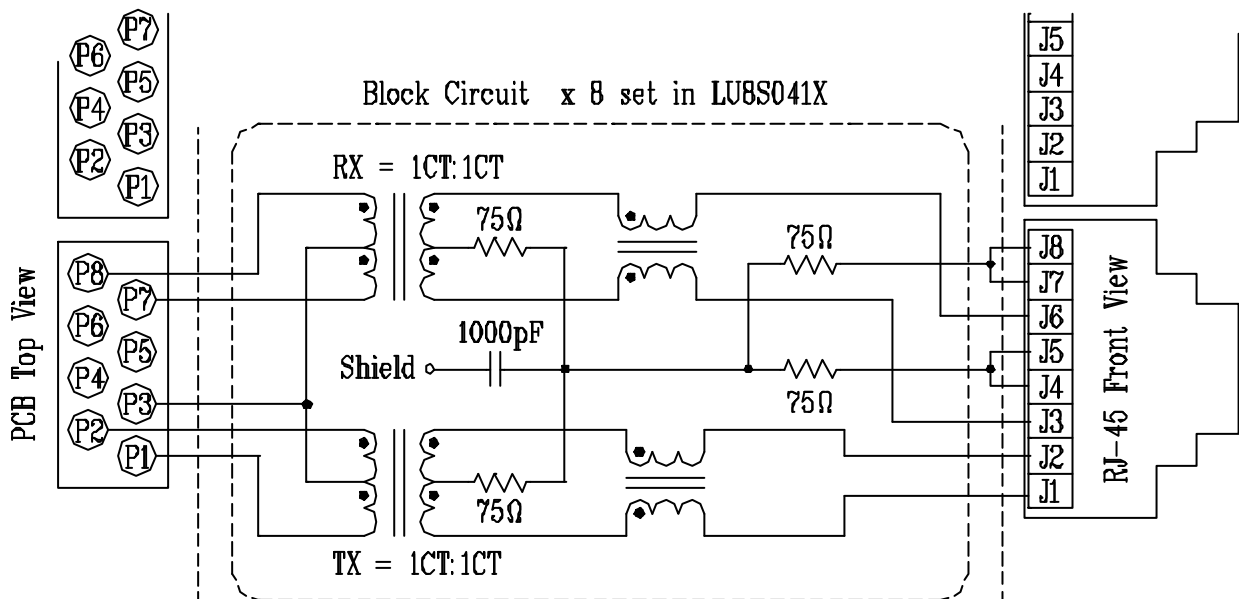 P7
P6
P5
P4
P3
P2
P1
J5
J4
J3
J2
J1
Block Circuit x 8 set in LU8S041X
RX = 1CT:1CT
75Ω
75Ω
PCB Top View
P8
P7
P6
P5
P4
P3
P2
P1
1000pF
Shield
75Ω
75Ω
TX = 1CT:1CT
J8
J7
J6
J5
J4
J3
J2
J1
RJ-45 Front View